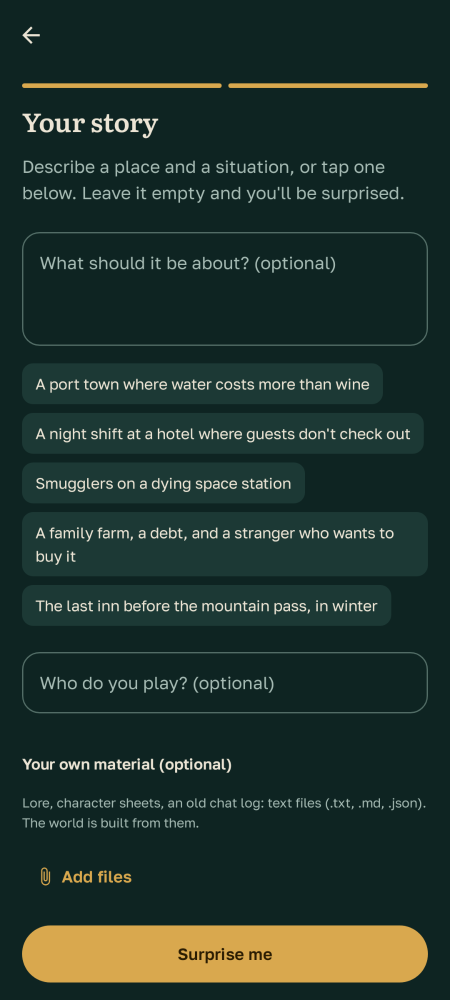 Your story
Describe a place and a situation, or tap one
below. Leave it empty and you'll be surprised.
What should it be about? (optional)
A port town where water costs more than wine
A night shift at a hotel where guests don't check out
Smugglers on a dying space station
A family farm, a debt, and a stranger who wants to
buy it
The last inn before the mountain pass, in winter
Who do you play? (optional)
Your own material (optional)
Lore, character sheets, an old chat log: text files (.txt, .md, .json).
The world is built from them.
Add files
Surprise me